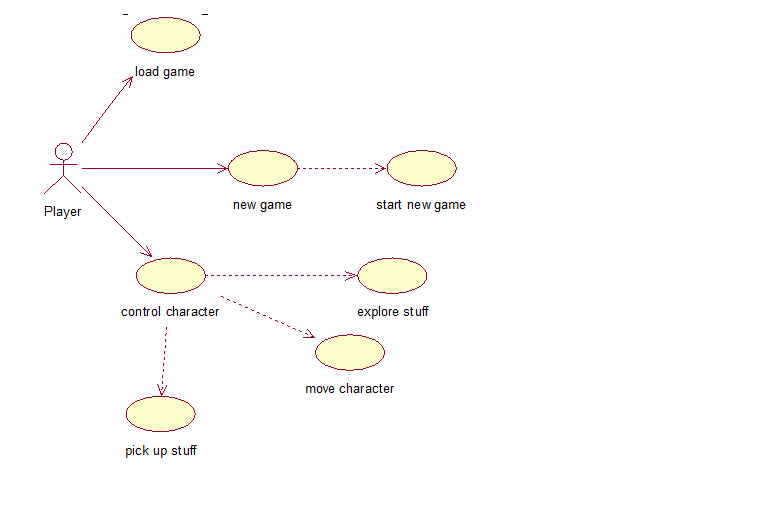 load game
Player
new game
start new game
control character
explore stuff
move character
pick up stuff